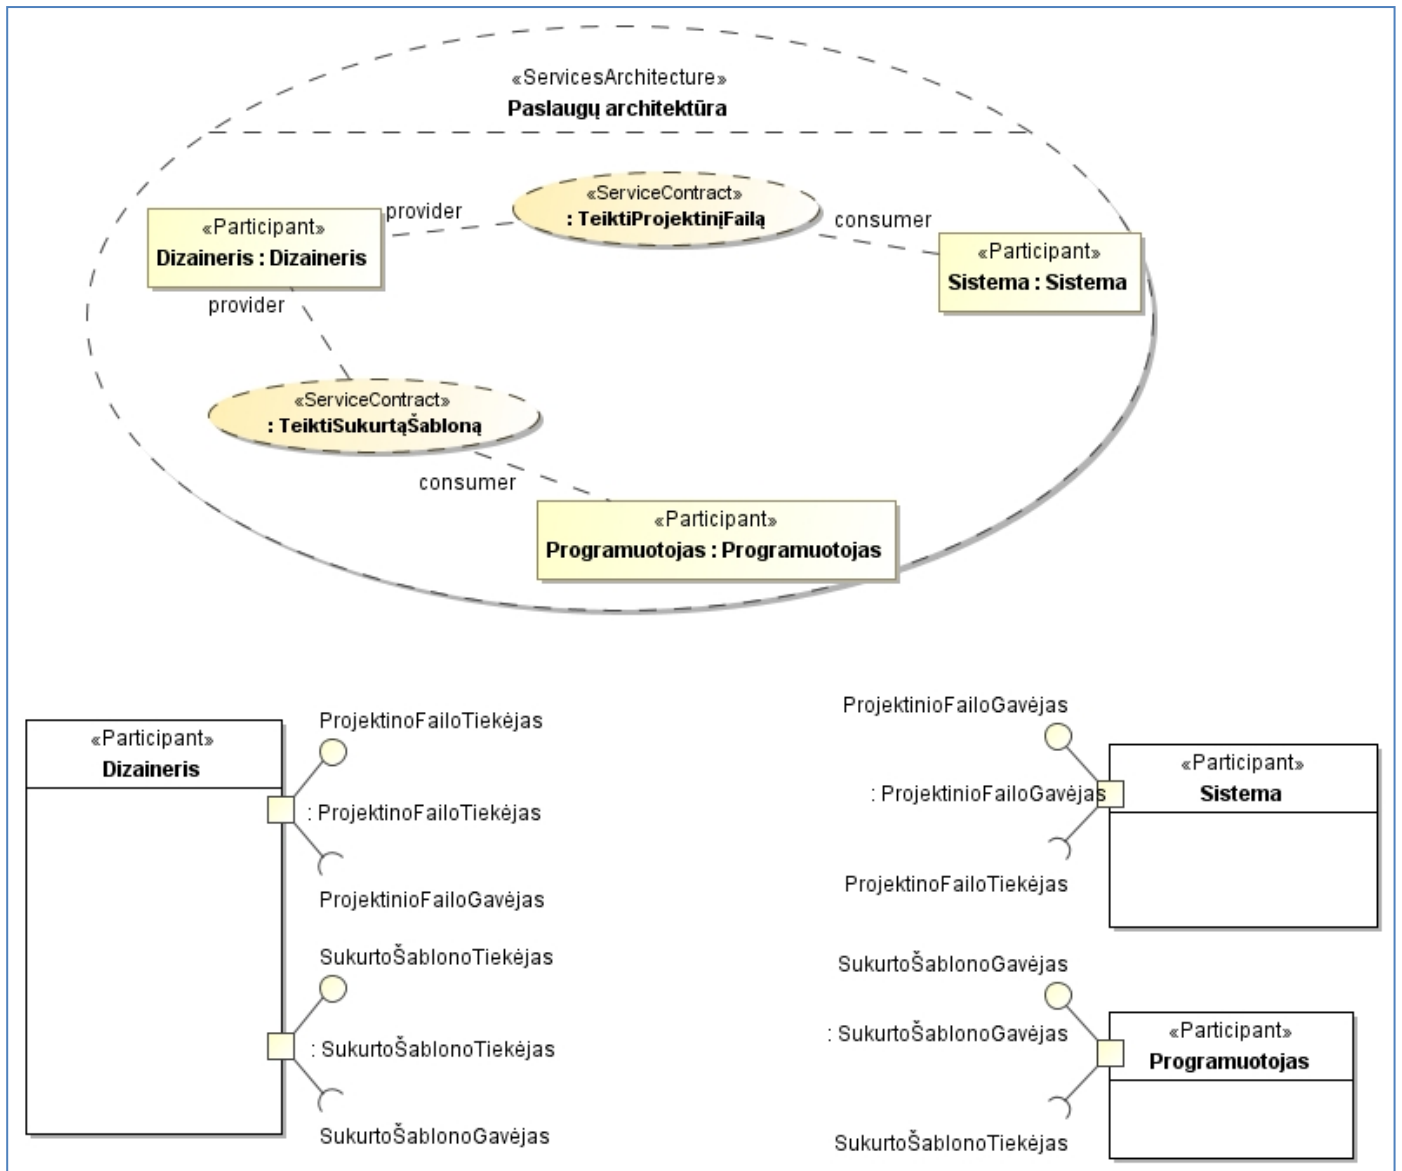 «ServicesArchitecture»
Paslaugų architektūra
«ServiceContract»
: TeiktiProjektinįFailą
provider
consumer
«Participant»
Dizaineris : Dizaineris
«Participant»
Sistema : Sistema
provider
«ServiceContract»
: TeiktiSukurtąŠabloną
consumer
«Participant»
Programuotojas : Programuotojas
«Participant»
Dizaineris
ProjektinoFailoTiekėjas
: ProjektinoFailoTiekėjas
ProjektinioFailoGavėjas
SukurtoŠablonoTiekėjas
: SukurtoŠablonoTiekėjas
SukurtoŠablonoGavėjas
ProjektinioFailoGavėjas
: ProjektinioFailoGavėjas
ProjektinoFailoTiekėjas
«Participant»
Sistema
SukurtoŠablonoGavėjas
: SukurtoŠablonoGavėjas
SukurtoŠablonoTiekėjas
«Participant»
Programuotojas